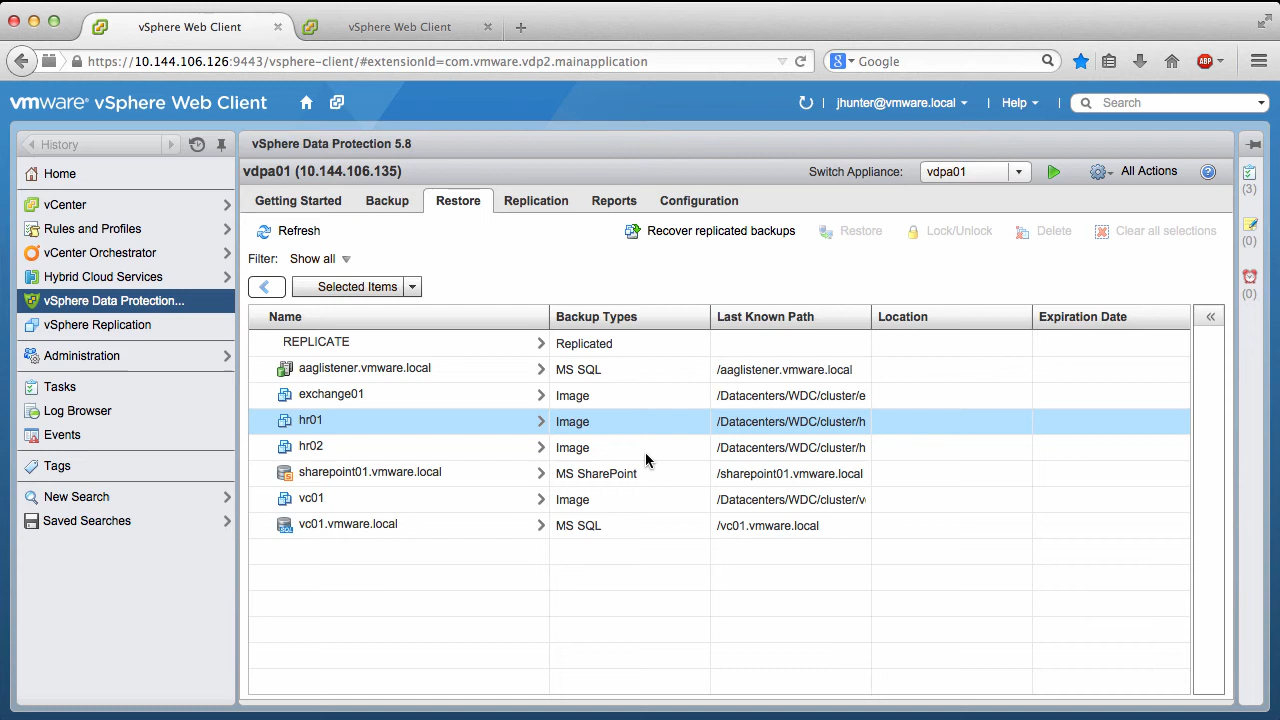 vSphere Web Client
vSphere Web Client
https://10.144.106.126:9443/vsphere-client/#extensionId=com.vmware.vdp2.mainapplication
Google
ABP
vmware® vSphere Web Client
jhunter@vmware.local
Help
Search
History
Home
vCenter
Rules and Profiles
vCenter Orchestrator
Hybrid Cloud Services
vSphere Data Protection...
vSphere Replication
Administration
Tasks
Log Browser
Events
Tags
New Search
Saved Searches
vSphere Data Protection 5.8
vdpa01 (10.144.106.135)
Switch Appliance: vdpa01 All Actions
Getting Started Backup Restore Replication Reports Configuration
Refresh Recover replicated backups Restore Lock/Unlock Delete Clear all selections
Filter: Show all
Selected Items
Name Backup Types Last Known Path Location Expiration Date
REPLICATE Replicated
aaglistener.vmware.local MS SQL /aaglistener.vmware.local
exchange01 Image /Datacenters/WDC/cluster/e
hr01 Image /Datacenters/WDC/cluster/h
hr02 Image /Datacenters/WDC/cluster/h
sharepoint01.vmware.local MS SharePoint /sharepoint01.vmware.local
vc01 Image /Datacenters/WDC/cluster/v
vc01.vmware.local MS SQL /vc01.vmware.local
(3)
(0)
(0)